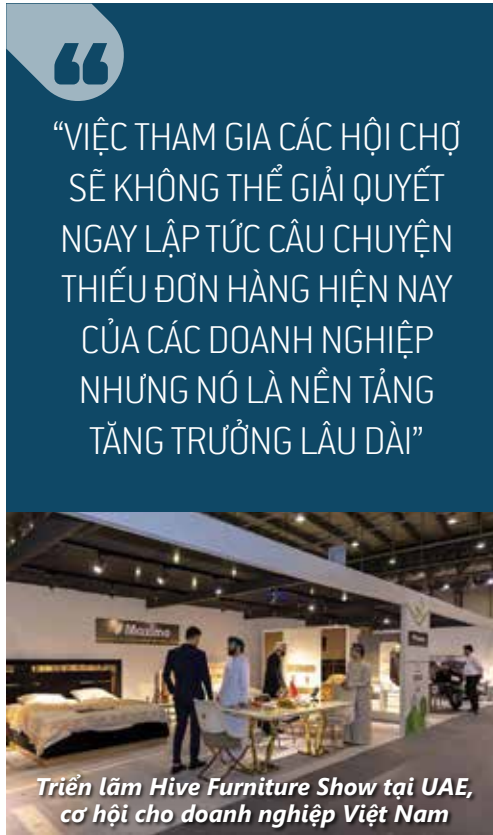 “VIỆC THAM GIA CÁC HỘI CHỢ
SẼ KHÔNG THỂ GIẢI QUYẾT
NGAY LẬP TỨC CÂU CHUYỆN
THIẾU ĐƠN HÀNG HIỆN NAY
CỦA CÁC DOANH NGHIỆP
NHƯNG NÓ LÀ NỀN TẢNG
TĂNG TRƯỞNG LÂU DÀI”
Maximo
Triển lãm Hive Furniture Show tại UAE,
cơ hội cho doanh nghiệp Việt Nam